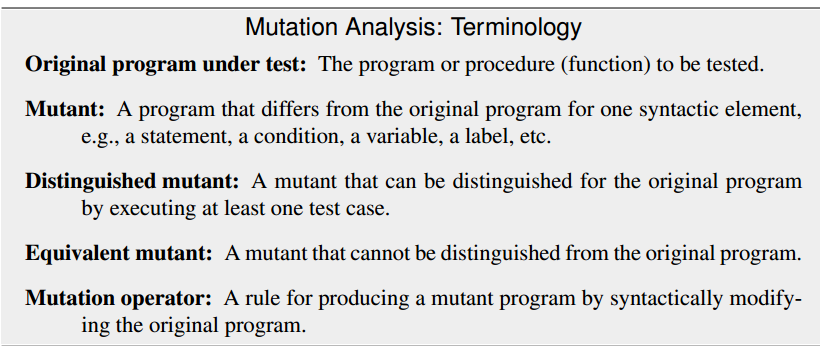 Mutation Analysis: Terminology
Original program under test: The program or procedure (function) to be tested.
Mutant: A program that differs from the original program for one syntactic element,
e.g., a statement, a condition, a variable, a label, etc.
Distinguished mutant: A mutant that can be distinguished for the original program
by executing at least one test case.
Equivalent mutant: A mutant that cannot be distinguished from the original program.
Mutation operator: A rule for producing a mutant program by syntactically modify-
ing the original program.